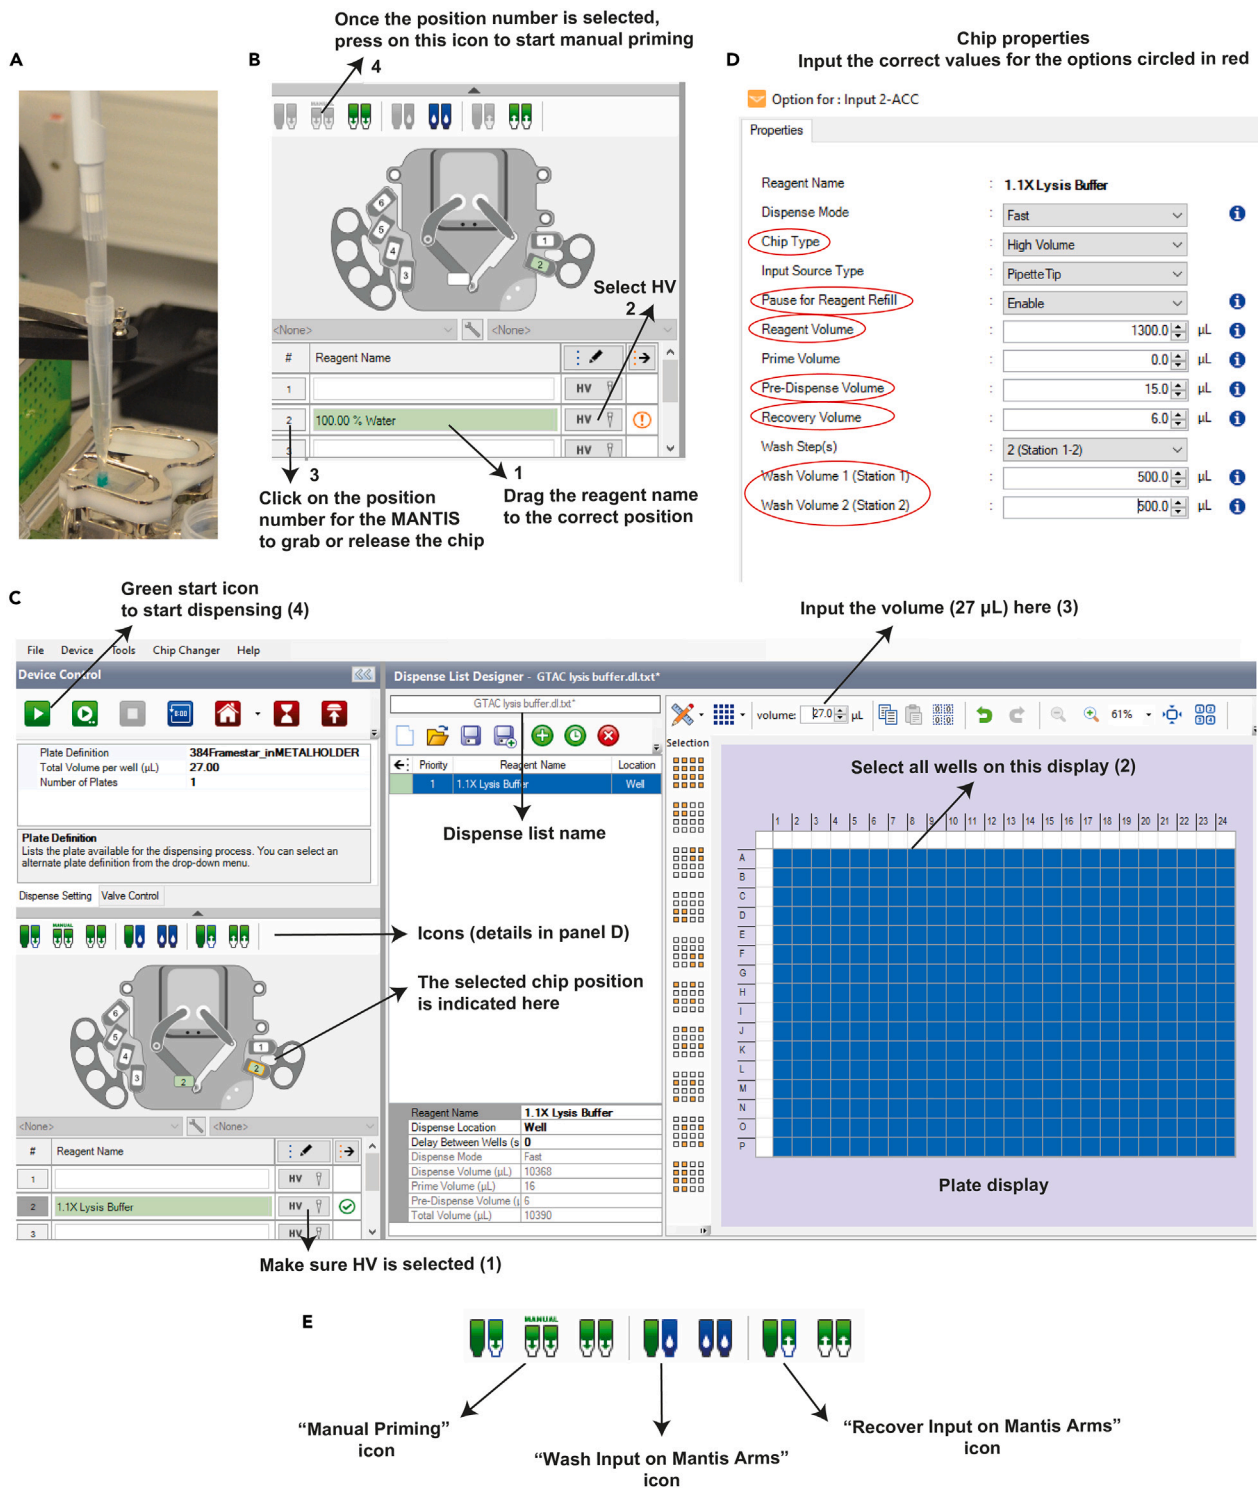 A
B
Once the position number is selected,
press on this icon to start manual priming
4
MANUAL
6
5
4
3
1
2
Select HV
2
<None>
<None>
#
Reagent Name
1
HV
2
100.00 % Water
HV
3
HV
3
Click on the position
number for the MANTIS
to grab or release the chip
1
Drag the reagent name
to the correct position
D
Chip properties
Input the correct values for the options circled in red
Option for : Input 2-ACC
Properties
Reagent Name : 1.1X Lysis Buffer
Dispense Mode : Fast
Chip Type : High Volume
Input Source Type : PipetteTip
Pause for Reagent Refill : Enable
Reagent Volume : 1300.0 µL
Prime Volume : 0.0 µL
Pre-Dispense Volume : 15.0 µL
Recovery Volume : 6.0 µL
Wash Step(s) : 2 (Station 1-2)
Wash Volume 1 (Station 1) : 500.0 µL
Wash Volume 2 (Station 2) : 500.0 µL
C
Green start icon
to start dispensing (4)
Input the volume (27 µL) here (3)
File Device Tools Chip Changer Help
Device Control
Plate Definition 384Framestar_inMETALHOLDER
Total Volume per well (µL) 27.00
Number of Plates 1
Plate Definition
Lists the plate available for the dispensing process. You can select an
alternate plate definition from the drop-down menu.
Dispense Setting Valve Control
MANUAL
6
5
4
3
1
2
2
<None>
<None>
#
Reagent Name
1
HV
2
1.1X Lysis Buffer
HV
3
HV
Make sure HV is selected (1)
Dispense List Designer - GTAC lysis buffer.dl.txt*
GTAC lysis buffer.dl.txt*
Priority Reagent Name Location
1 1.1X Lysis Buffer Well
Dispense list name
Icons (details in panel D)
The selected chip position
is indicated here
Reagent Name 1.1X Lysis Buffer
Dispense Location Well
Delay Between Wells (s 0
Dispense Mode Fast
Dispense Volume (µL) 10368
Prime Volume (µL) 16
Pre-Dispense Volume (µ 6
Total Volume (µL) 10390
volume: 27.0 µL
61%
Selection
Select all wells on this display (2)
1 2 3 4 5 6 7 8 9 10 11 12 13 14 15 16 17 18 19 20 21 22 23 24
A
B
C
D
E
F
G
H
I
J
K
L
M
N
O
P
Plate display
E
MANUAL
“Manual Priming”
icon
“Wash Input on Mantis Arms”
icon
“Recover Input on Mantis Arms”
icon